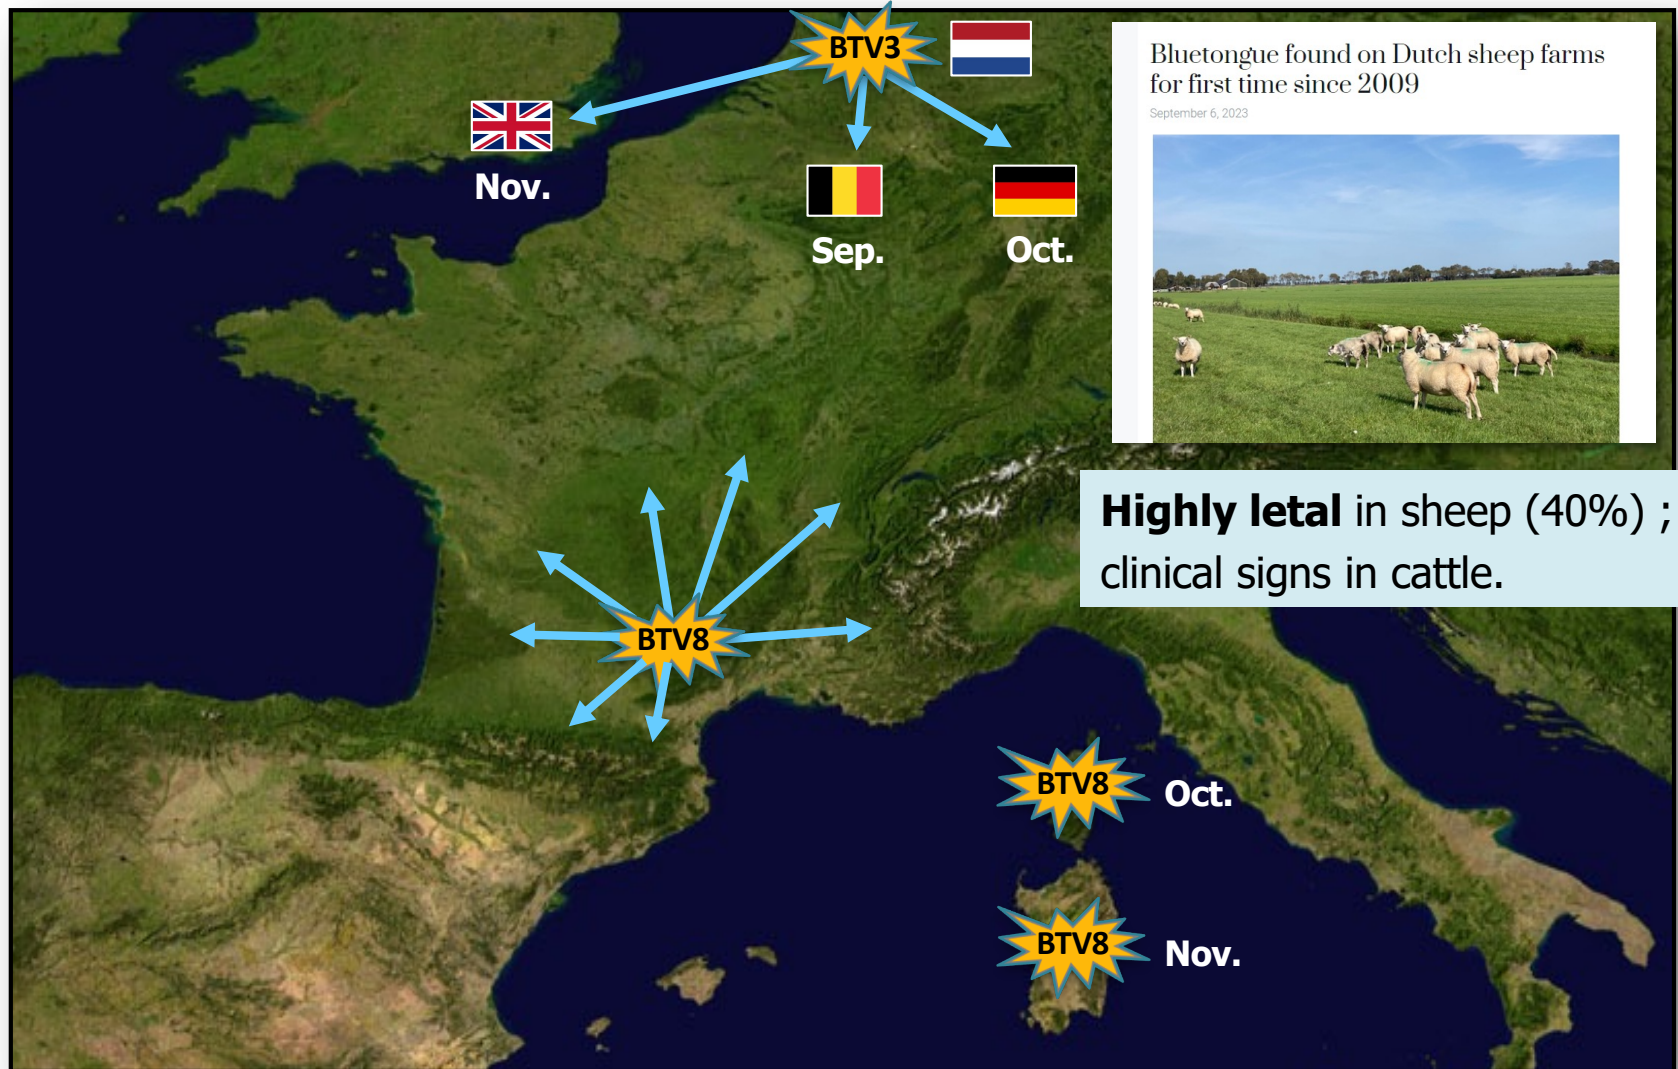 BTV3
Bluetongue found on Dutch sheep farms
for first time since 2009
September 6, 2023
Nov.
Sep.
Oct.
Highly letal in sheep (40%) ;
clinical signs in cattle.
BTV8
BTV8
Oct.
BTV8
Nov.